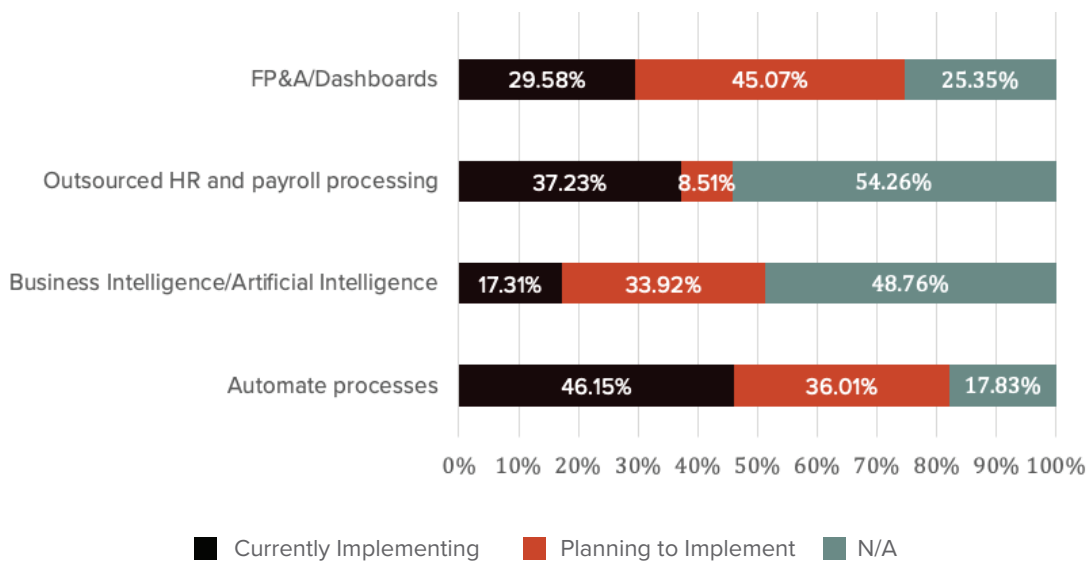 FP&A/Dashboards 29.58% 45.07% 25.35%
Outsourced HR and payroll processing 37.23% 8.51% 54.26%
Business Intelligence/Artificial Intelligence 17.31% 33.92% 48.76%
Automate processes 46.15% 36.01% 17.83%
0% 10% 20% 30% 40% 50% 60% 70% 80% 90% 100%
Currently Implementing Planning to Implement N/A